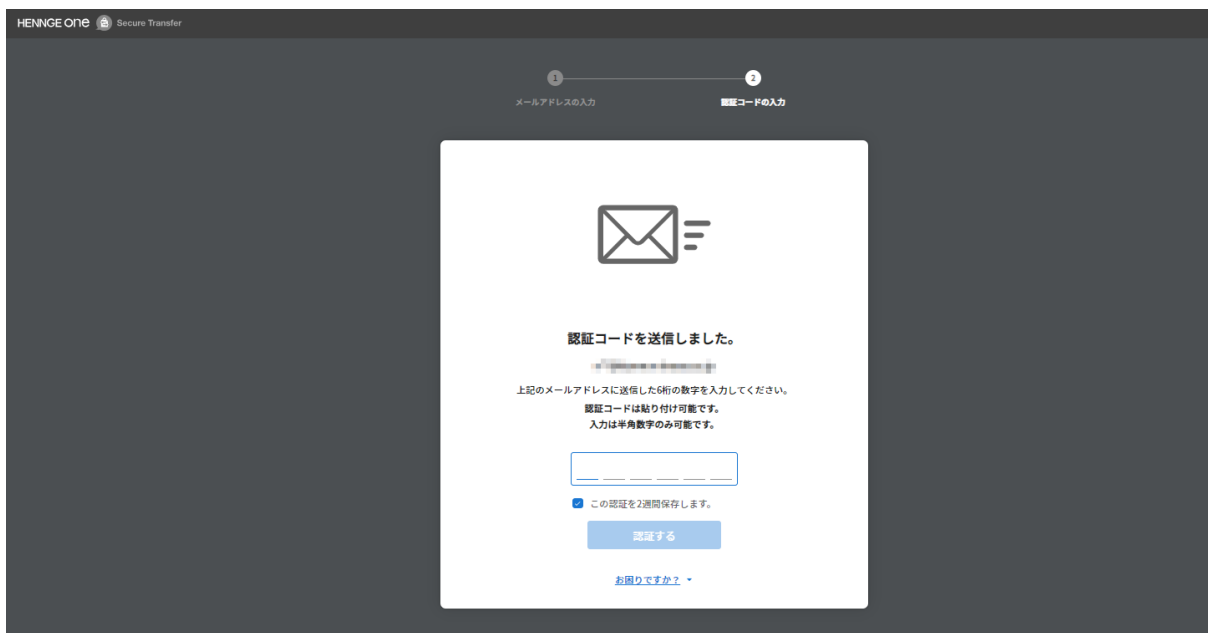 HENNGE one Secure Transfer
1
2
メールアドレスの入力
認証コードの入力
認証コードを送信しました。
上記のメールアドレスに送信した6桁の数字を入力してください。
認証コードは貼り付け可能です。
入力は半角数字のみ可能です。
この認証を2週間保存します。
認証する
お困りですか？